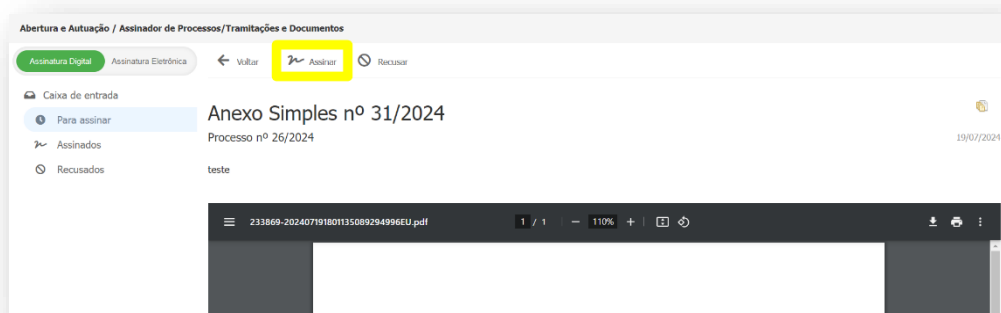 Abertura e Autuação / Assinador de Processos/Tramitações e Documentos
Assinatura Digital Assinatura Eletrônica Voltar Assinar Recusar
Caixa de entrada
Para assinar
Assinados
Recusados
Anexo Simples nº 31/2024
Processo nº 26/2024 19/07/2024
teste
233869-202407191801135089294996EU.pdf 1 / 1 110%